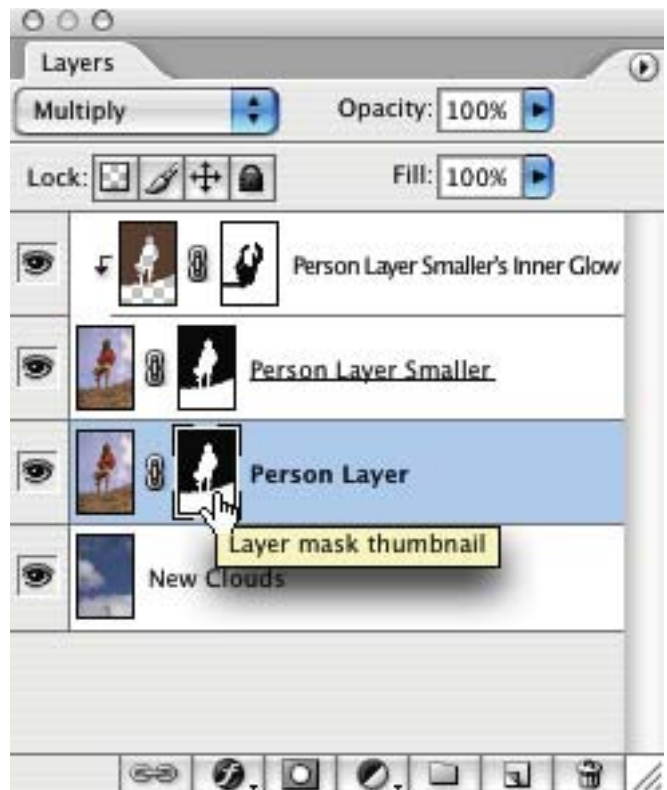 Layers
Multiply Opacity: 100%
Lock: Fill: 100%
Person Layer Smaller's Inner Glow
Person Layer Smaller
Person Layer
Layer mask thumbnail
New Clouds